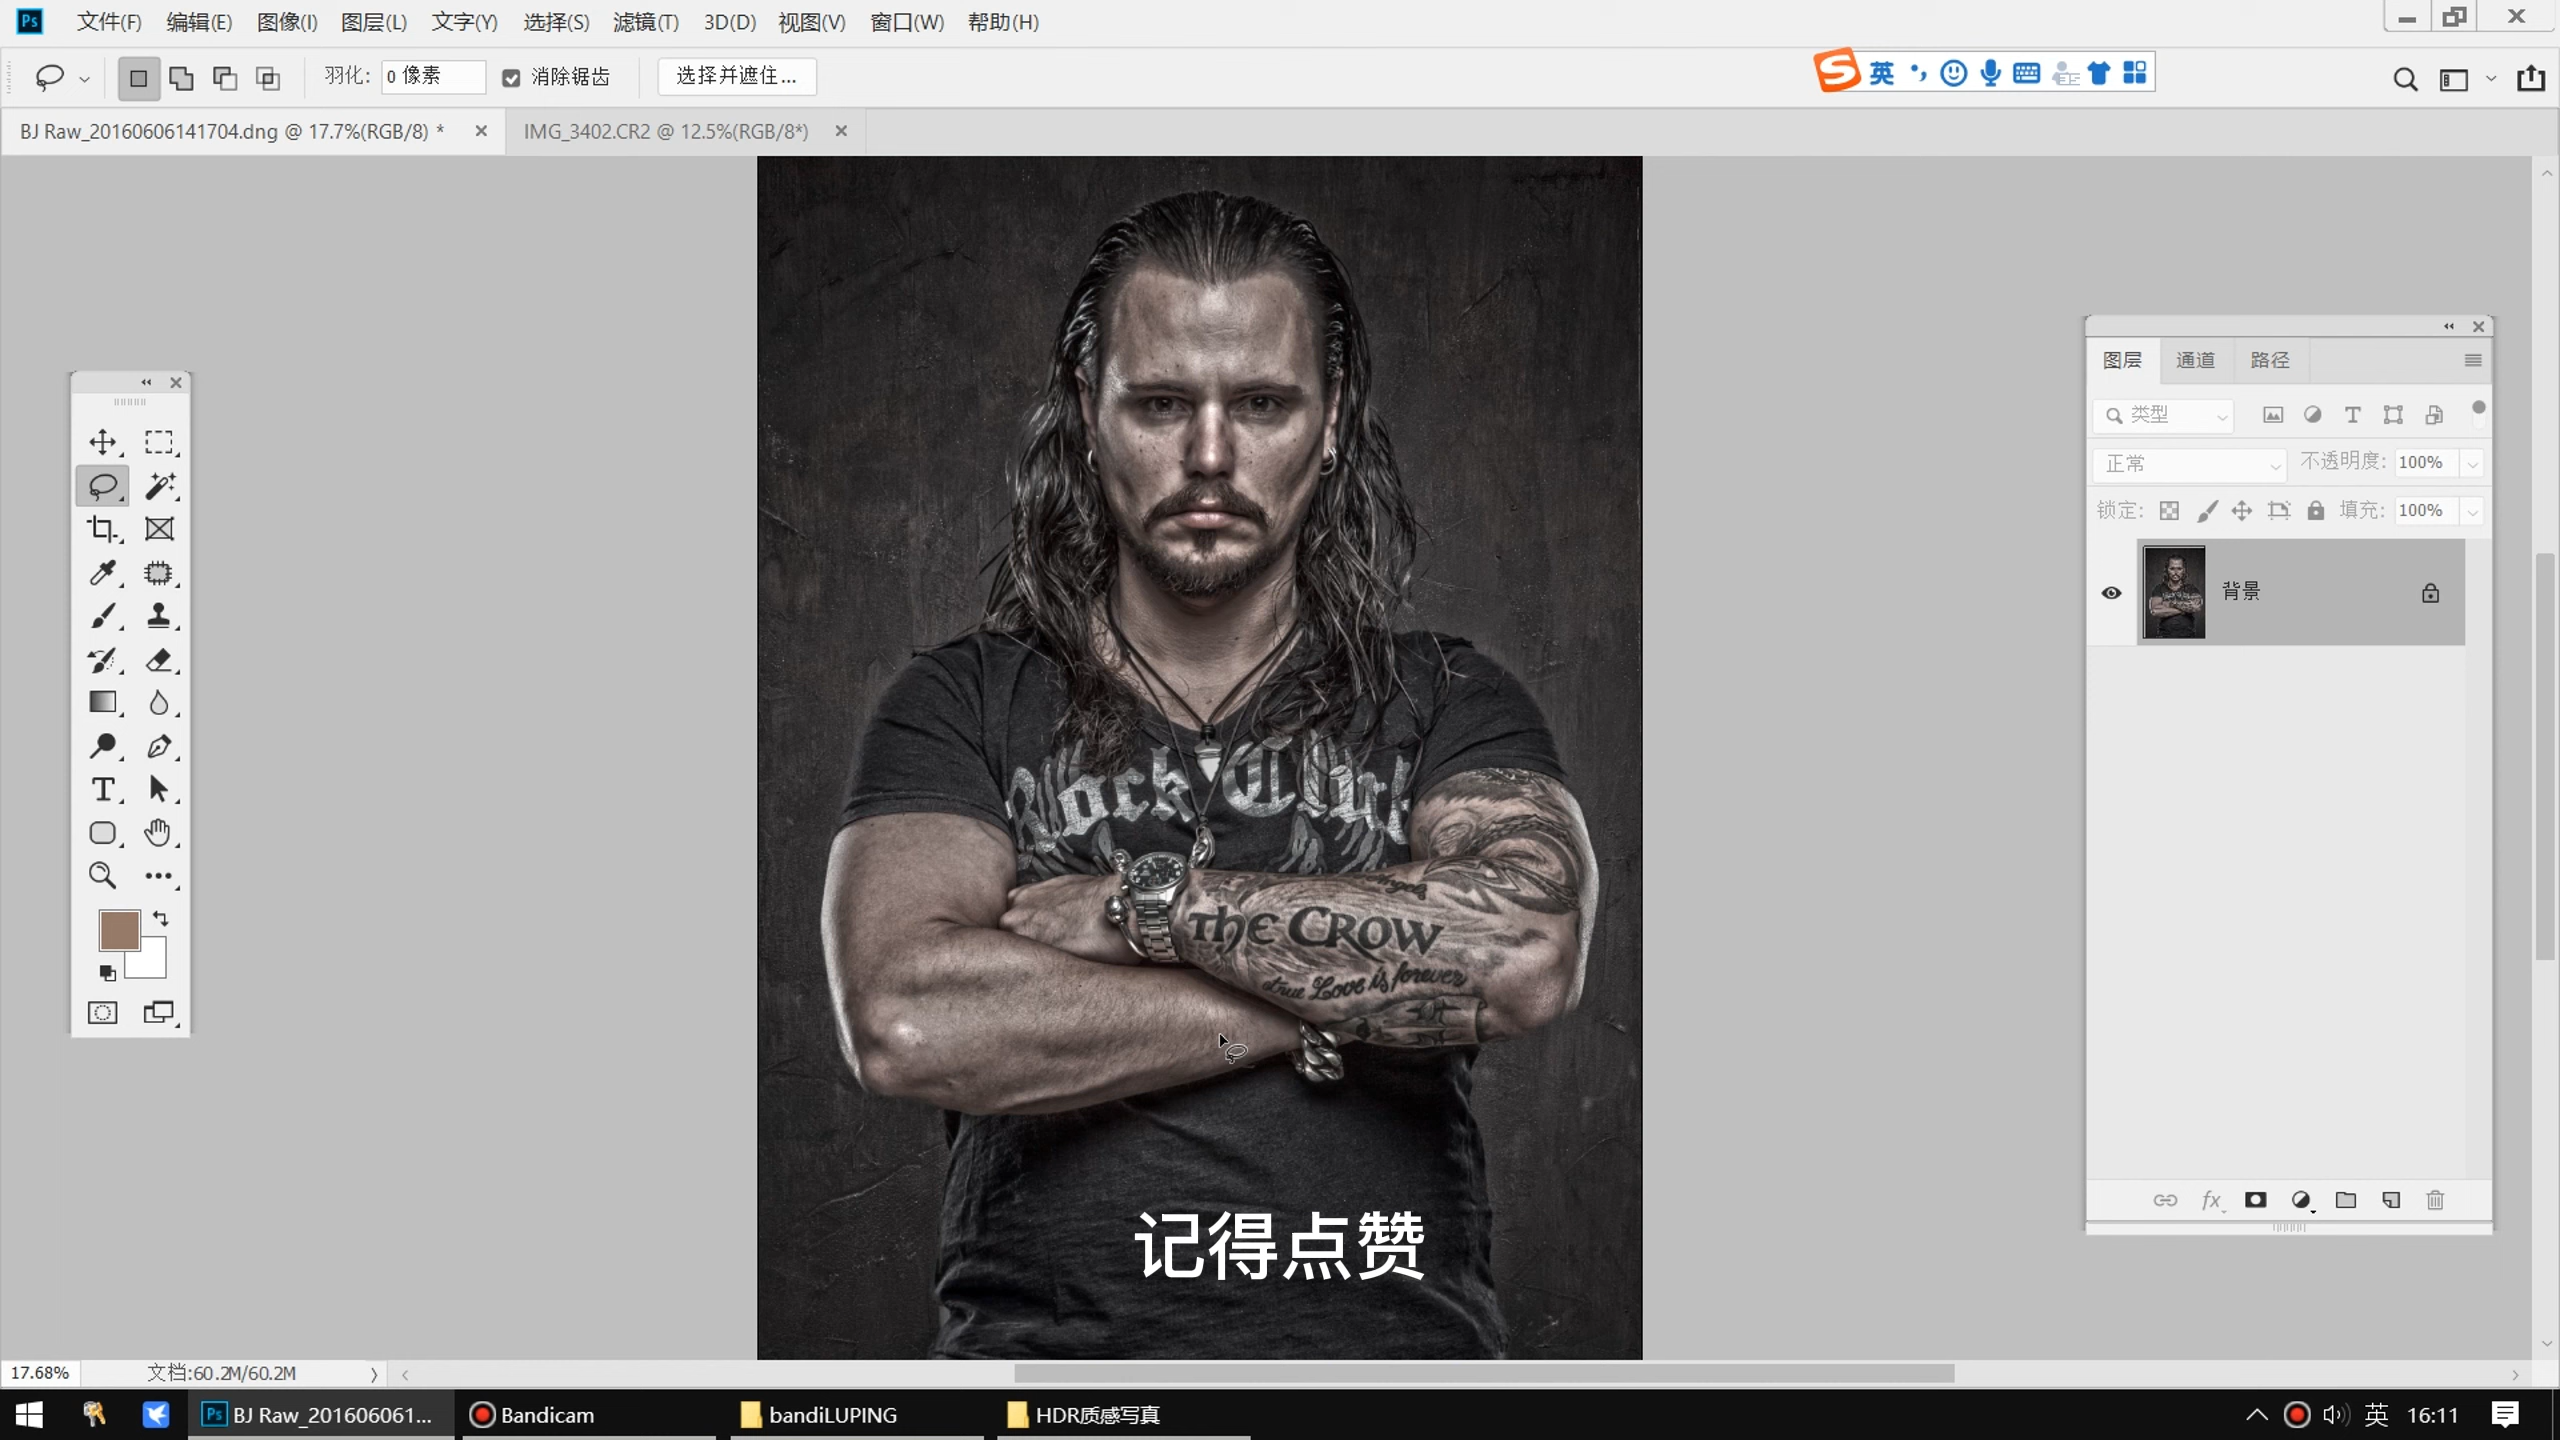 Ps 文件(F) 编辑(E) 图像(I) 图层(L) 文字(Y) 选择(S) 滤镜(T) 3D(D) 视图(V) 窗口(W) 帮助(H)
羽化: 0 像素 消除锯齿 选择并遮住... 英
BJ Raw_20160606141704.dng @ 17.7%(RGB/8) * IMG_3402.CR2 @ 12.5%(RGB/8*)
图层 通道 路径
类型
正常 不透明度: 100%
锁定: 填充: 100%
背景
Rock Club
THE CROW
true Love is forever
记得点赞
17.68% 文档:60.2M/60.2M
Ps BJ Raw_201606061... Bandicam bandiLUPING HDR质感写真 英 16:11